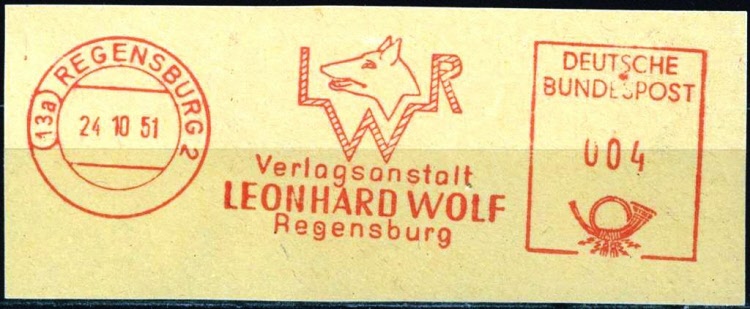 (13a) REGENSBURG 2
24 10 51
LWR
Verlagsanstalt
LEONHARD WOLF
Regensburg
DEUTSCHE
BUNDESPOST
004